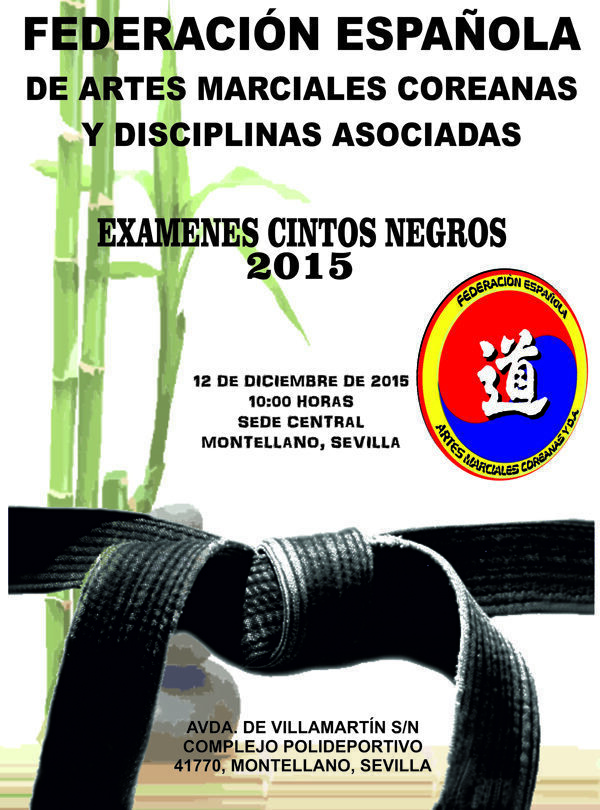 FEDERACIÓN ESPAÑOLA
DE ARTES MARCIALES COREANAS
Y DISCIPLINAS ASOCIADAS
EXAMENES CINTOS NEGROS
2015
FEDERACIÓN ESPAÑOLA
道
ARTES MARCIALES COREANAS Y D.A.
12 DE DICIEMBRE DE 2015
10:00 HORAS
SEDE CENTRAL
MONTELLANO, SEVILLA
AVDA. DE VILLAMARTÍN S/N
COMPLEJO POLIDEPORTIVO
41770, MONTELLANO, SEVILLA